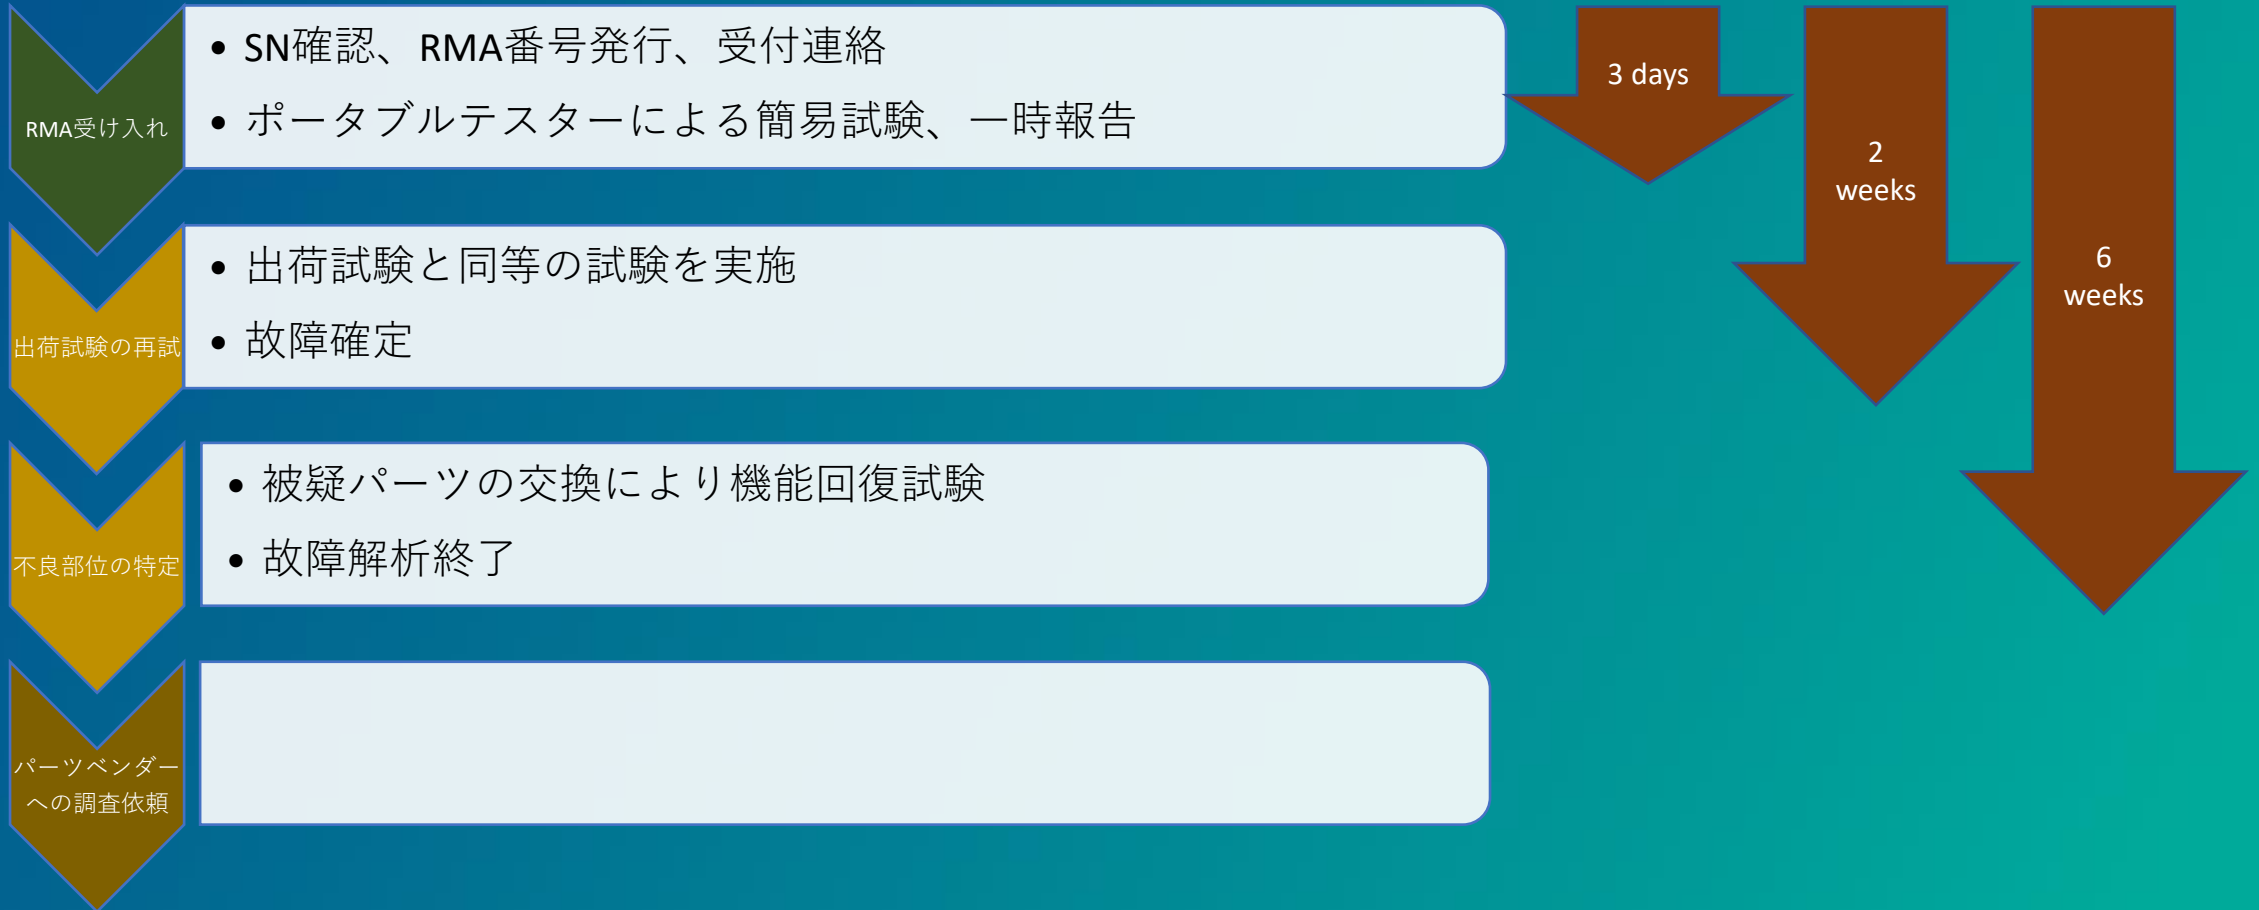 RMA受け入れ
• SN確認、RMA番号発行、受付連絡
• ポータブルテスターによる簡易試験、一時報告
出荷試験の再試
• 出荷試験と同等の試験を実施
• 故障確定
不良部位の特定
• 被疑パーツの交換により機能回復試験
• 故障解析終了
パーツベンダー
への調査依頼
3 days
2
weeks
6
weeks